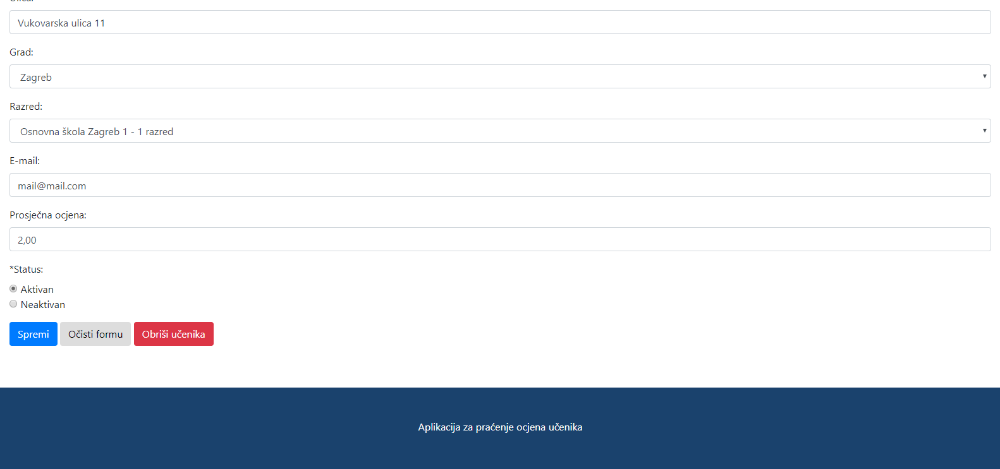 Vukovarska ulica 11
Grad:
Zagreb
Razred:
Osnovna škola Zagreb 1 - 1 razred
E-mail:
mail@mail.com
Prosječna ocjena:
2,00
*Status:
Aktivan
Neaktivan
Spremi Očisti formu Obriši učenika
Aplikacija za praćenje ocjena učenika